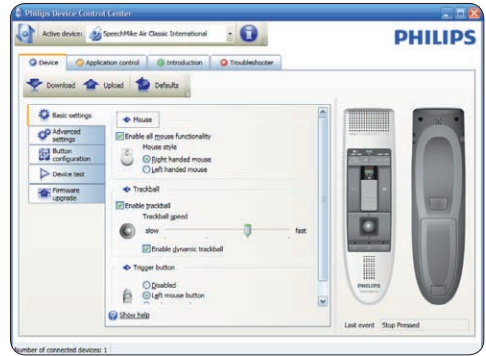 Philips Device Control Center
Active device: SpeechMike Air Classic International
PHILIPS
Device Application control Introduction Troubleshooter
Download Upload Defaults
Basic settings
Advanced settings
Button configuration
Device test
Firmware upgrade
Mouse
Enable all mouse functionality
Mouse style
Right handed mouse
Left handed mouse
Trackball
Enable trackball
Trackball speed
slow fast
Enable dynamic trackball
Trigger button
Disabled
Left mouse button
Show help
PHILIPS
Last event Stop Pressed
Number of connected devices: 1